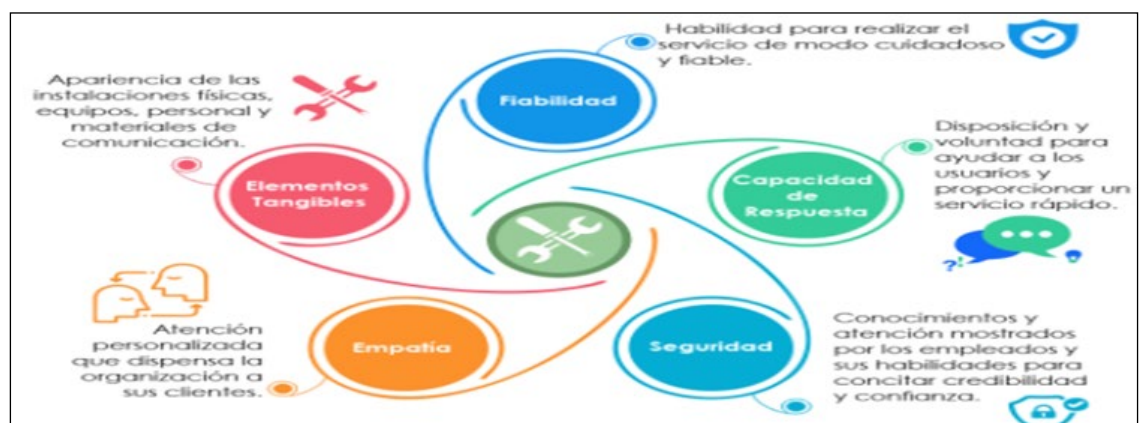 Habilidad para realizar el
servicio de modo cuidadoso
y fiable.
Fiabilidad
Apariencia de las
instalaciones físicas,
equipos, personal y
materiales de
comunicación.
Elementos
Tangibles
Disposición y
voluntad para
ayudar a los
usuarios y
proporcionar un
servicio rápido.
Capacidad
de
Respuesta
?!
Atención
personalizada
que dispensa la
organización a
sus clientes.
Empatía
Seguridad
Conocimientos y
atención mostrados
por los empleados y
sus habilidades para
concitar credibilidad
y confianza.